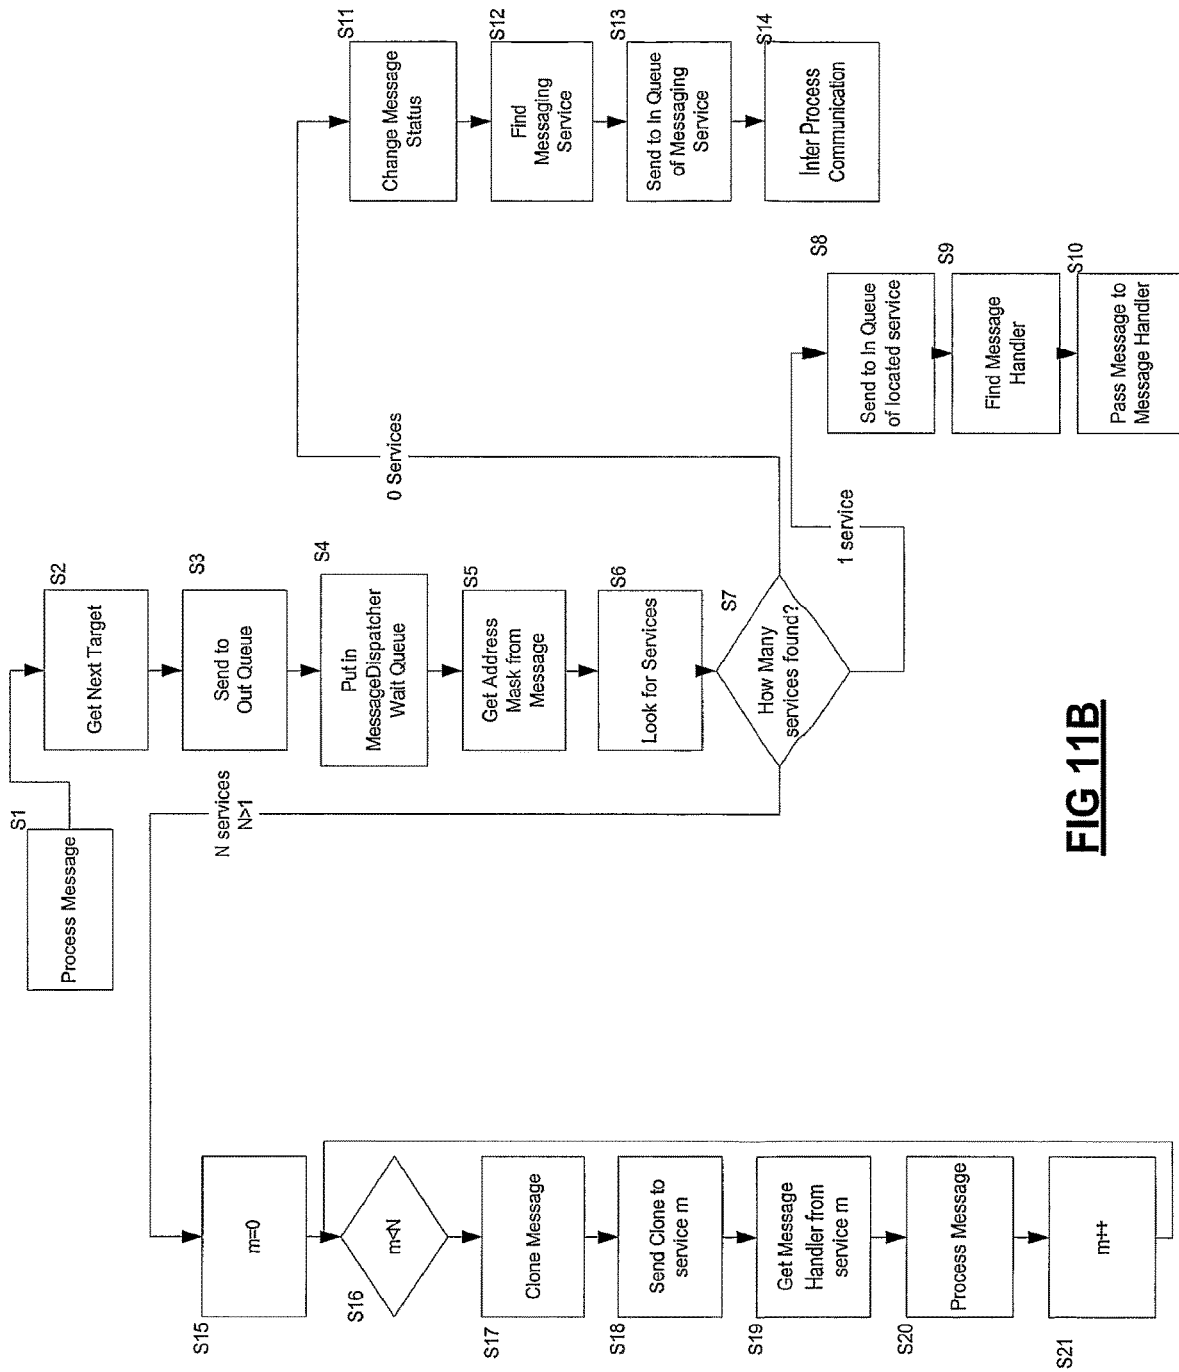 S1
Process Message
S2
Get Next Target
S3
Send to
Out Queue
S4
Put in
MessageDispatcher
Wait Queue
S5
Get Address
Mask from
Message
S6
Look for Services
S7
How Many
services found?
1 service
S8
Send to In Queue
of located service
S9
Find Message
Handler
S10
Pass Message to
Message Handler
0 Services
S11
Change Message
Status
S12
Find
Messaging
Service
S13
Send to In Queue
of Messaging
Service
S14
Inter Process
Communication
N services
N>1
S15
m=0
S16
m<N
S17
Clone Message
S18
Send Clone to
service m
S19
Get Message
Handler from
service m
S20
Process Message
S21
m++
FIG 11B